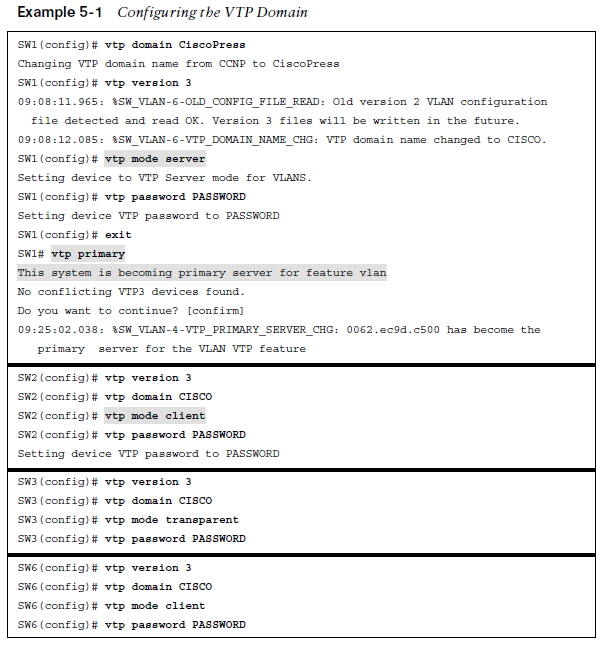 Example 5-1 Configuring the VTP Domain
SW1(config)# vtp domain CiscoPress
Changing VTP domain name from CCNP to CiscoPress
SW1(config)# vtp version 3
09:08:11.965: %SW_VLAN-6-OLD_CONFIG_FILE_READ: Old version 2 VLAN configuration
file detected and read OK. Version 3 files will be written in the future.
09:08:12.085: %SW_VLAN-6-VTP_DOMAIN_NAME_CHG: VTP domain name changed to CISCO.
SW1(config)# vtp mode server
Setting device to VTP Server mode for VLANS.
SW1(config)# vtp password PASSWORD
Setting device VTP password to PASSWORD
SW1(config)# exit
SW1# vtp primary
This system is becoming primary server for feature vlan
No conflicting VTP3 devices found.
Do you want to continue? [confirm]
09:25:02.038: %SW_VLAN-4-VTP_PRIMARY_SERVER_CHG: 0062.ec9d.c500 has become the
primary server for the VLAN VTP feature
SW2(config)# vtp version 3
SW2(config)# vtp domain CISCO
SW2(config)# vtp mode client
SW2(config)# vtp password PASSWORD
Setting device VTP password to PASSWORD
SW3(config)# vtp version 3
SW3(config)# vtp domain CISCO
SW3(config)# vtp mode transparent
SW3(config)# vtp password PASSWORD
SW6(config)# vtp version 3
SW6(config)# vtp domain CISCO
SW6(config)# vtp mode client
SW6(config)# vtp password PASSWORD